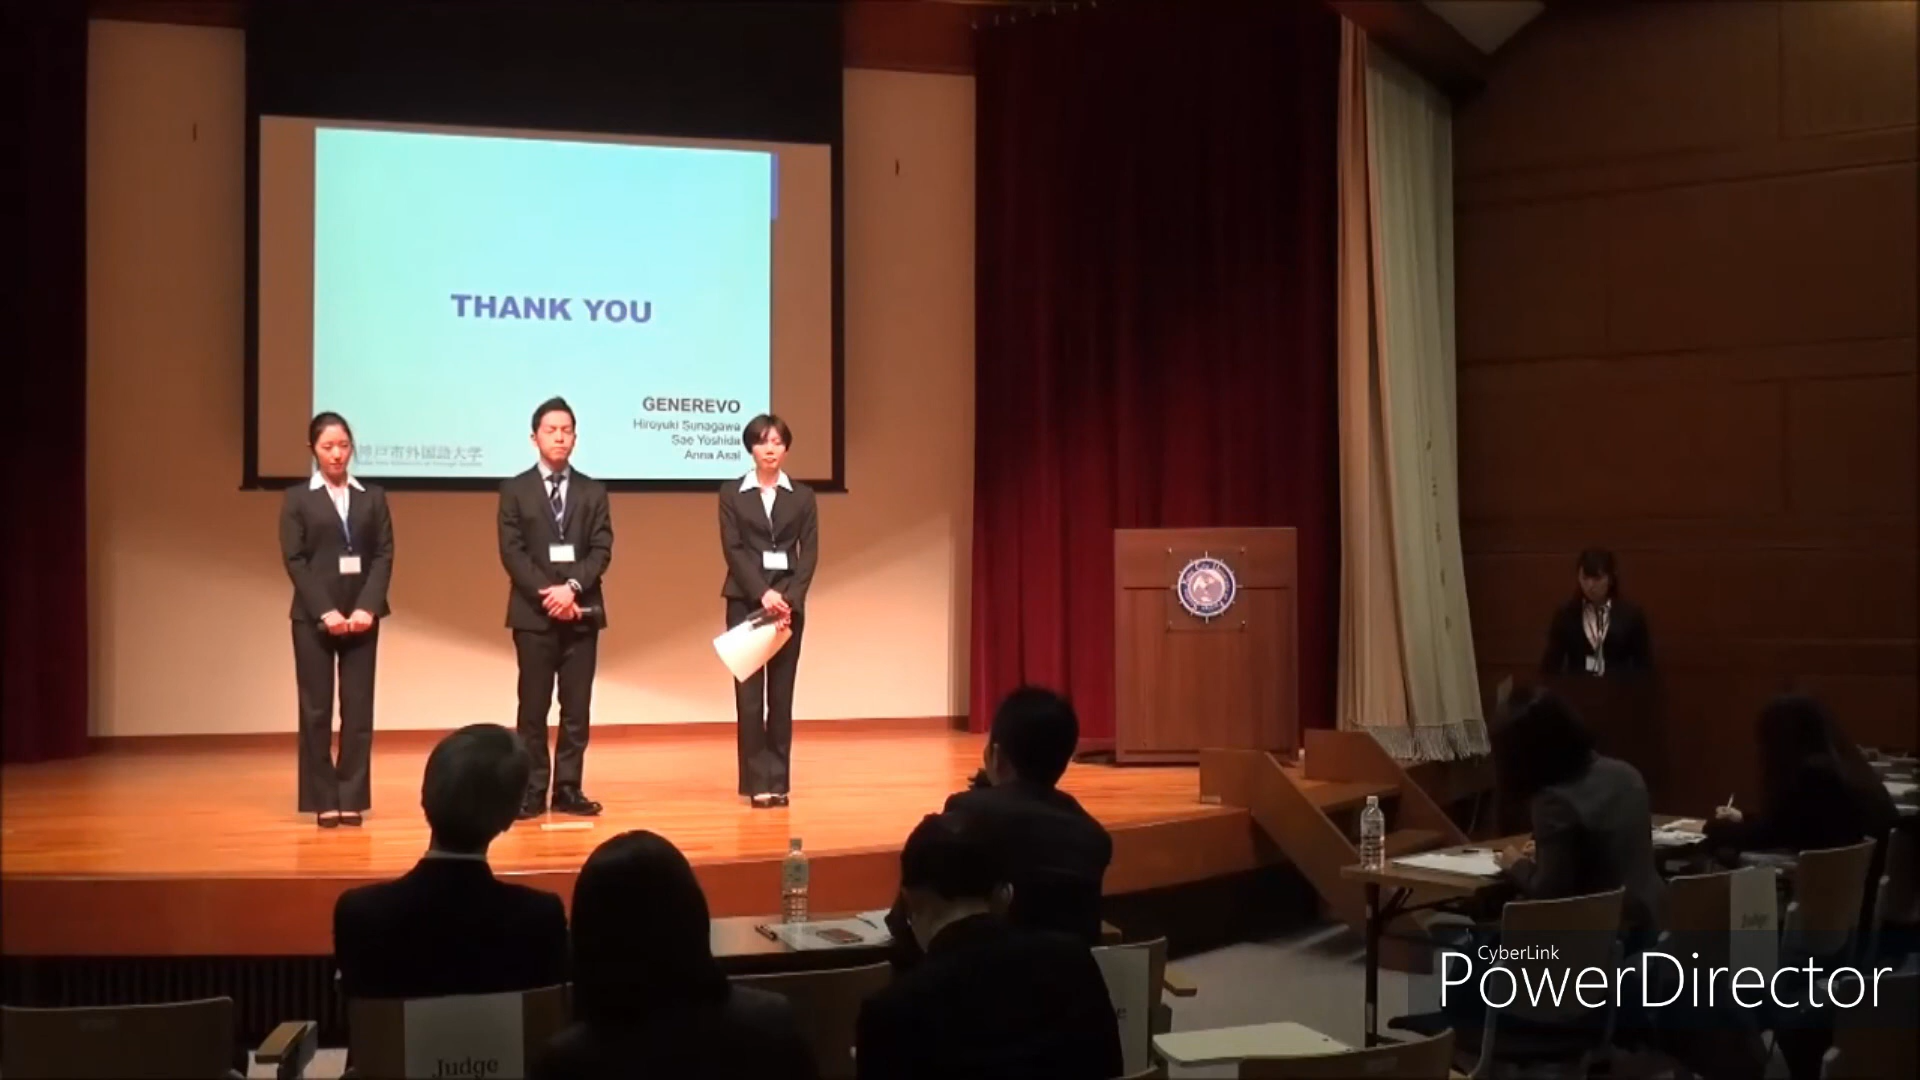 THANK YOU
GENEREVO
Hiroyuki Sunagawa
Sae Yoshida
Anna Asai
神戸市外国語大学
Judge
CyberLink
PowerDirector